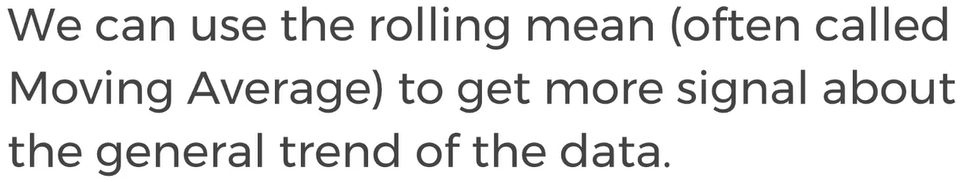 We can use the rolling mean (often called
Moving Average) to get more signal about
the general trend of the data.